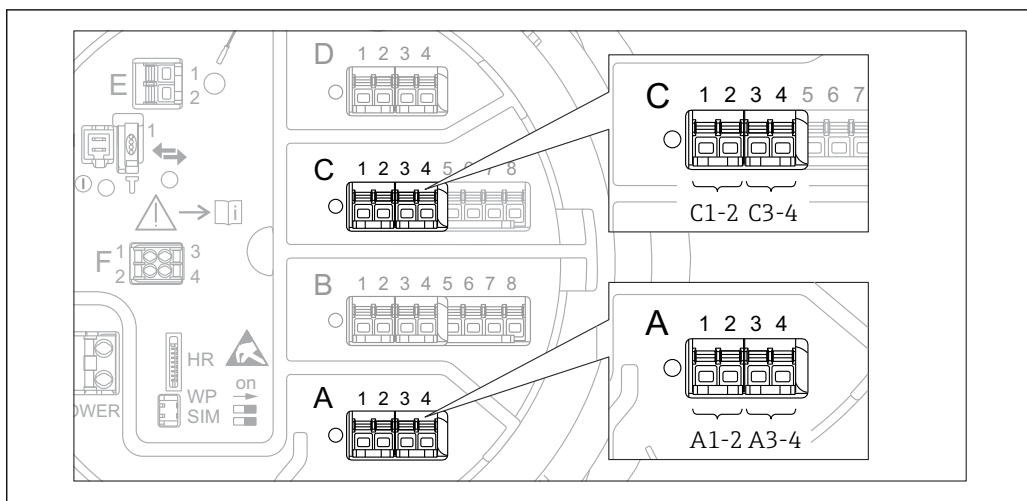 D 1 2 3 4
E 1
2
1
C 1 2 3 4 5 6 7 8
i
F 1 3
2 4
B 1 2 3 4 5 6 7 8
HR
WP on
SIM
OWER
A 1 2 3 4
C 1 2 3 4 5 6 7
C1-2 C3-4
A 1 2 3 4
A1-2 A3-4